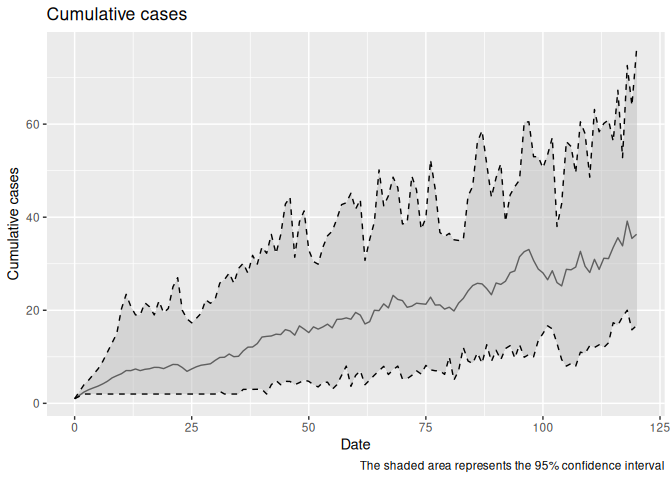 Cumulative cases
Cumulative cases
60
40
20
0
0 25 50 75 100 125
Date
The shaded area represents the 95% confidence interval